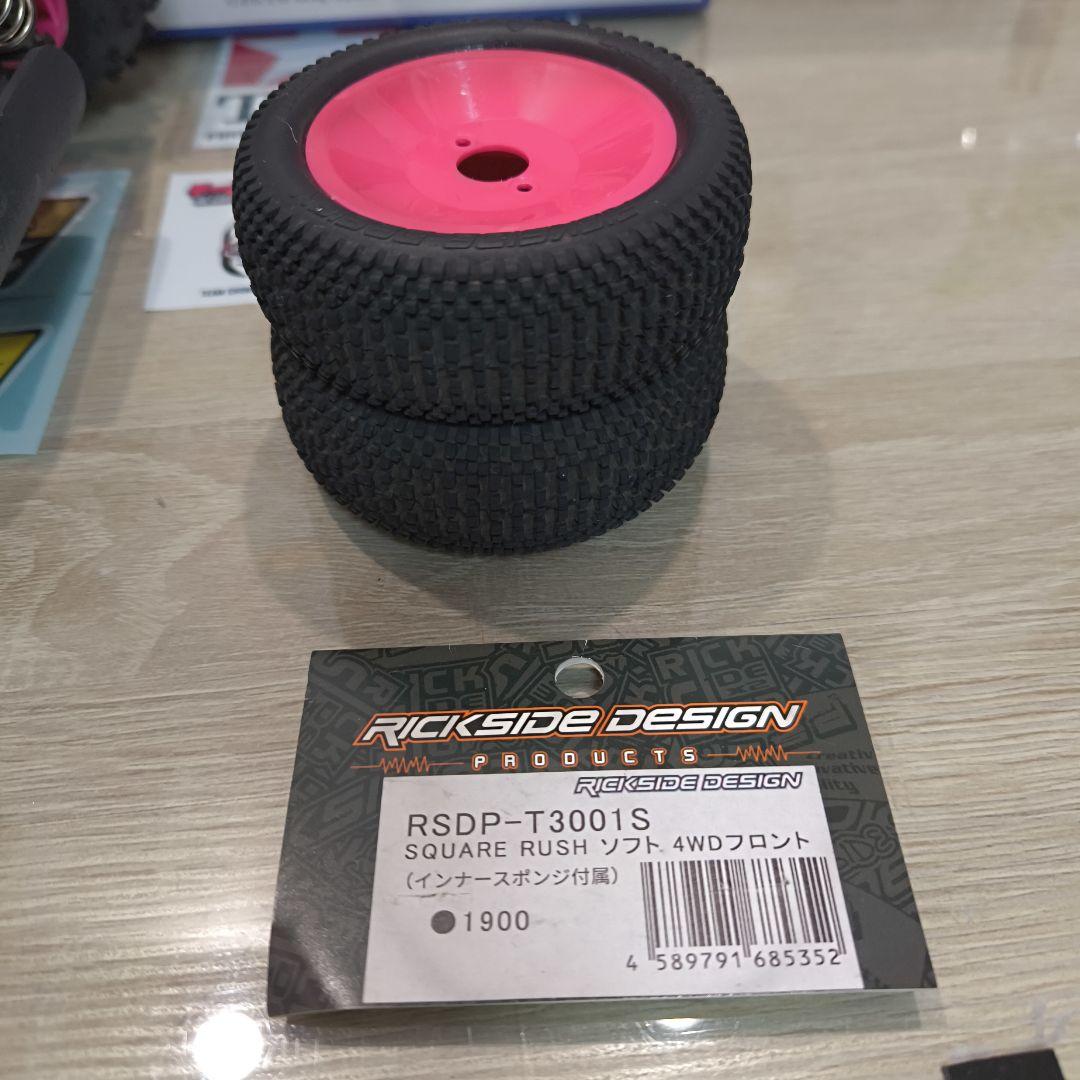 RICKSIDE DESIGN
PRODUCTS
RICKSIDE DESIGN
RSDP-T3001S
SQUARE RUSH ソフト 4WDフロント
(インナースポンジ付属)
●1900
4 589791 685352